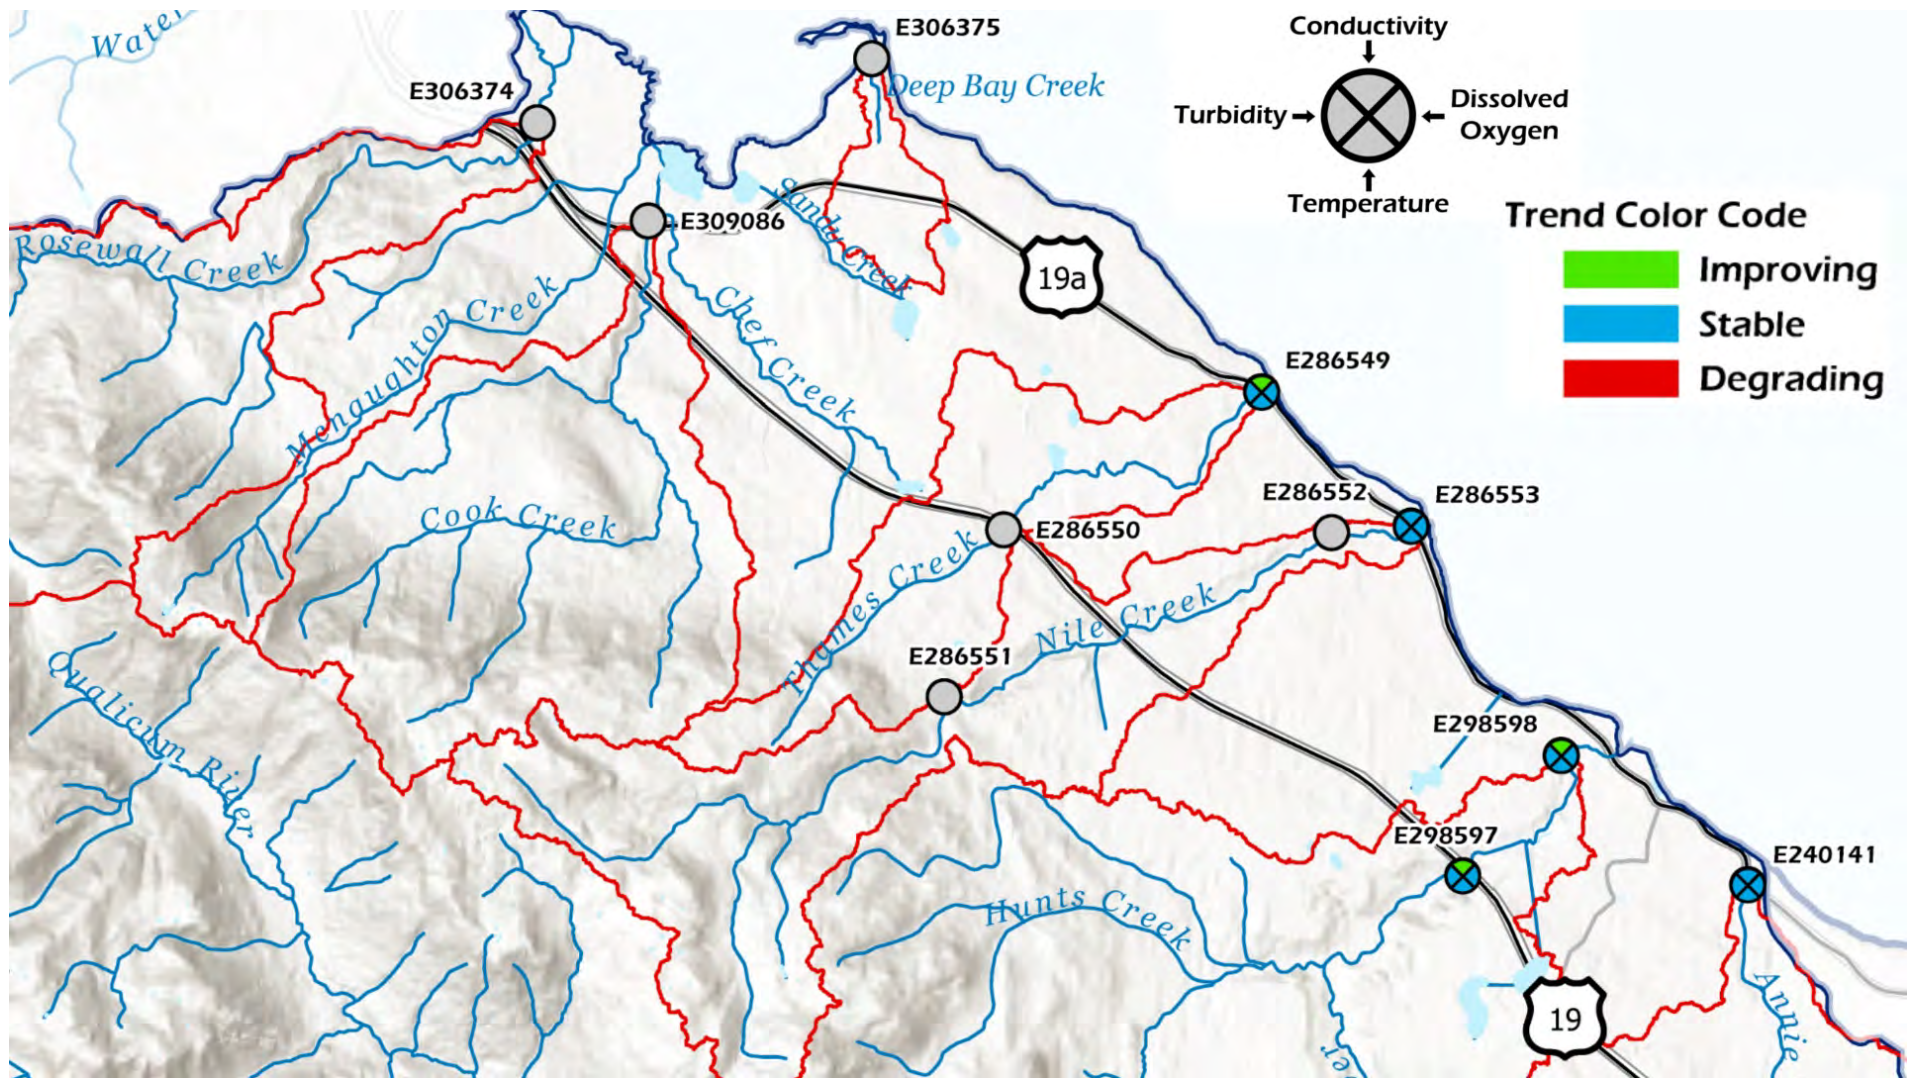 Water
E306375
Conductivity
E306374
Deep Bay Creek
Turbidity
Dissolved
Oxygen
Temperature
E309086
Sandy Creek
Trend Color Code
Rosewall Creek
Improving
19a
Stable
Chef Creek
Degrading
Menaughton Creek
E286549
E286552
E286553
Cook Creek
E286550
Thames Creek
Nile Creek
E286551
Qualicum River
E298598
E298597
E240141
Hunts Creek
19
Annie